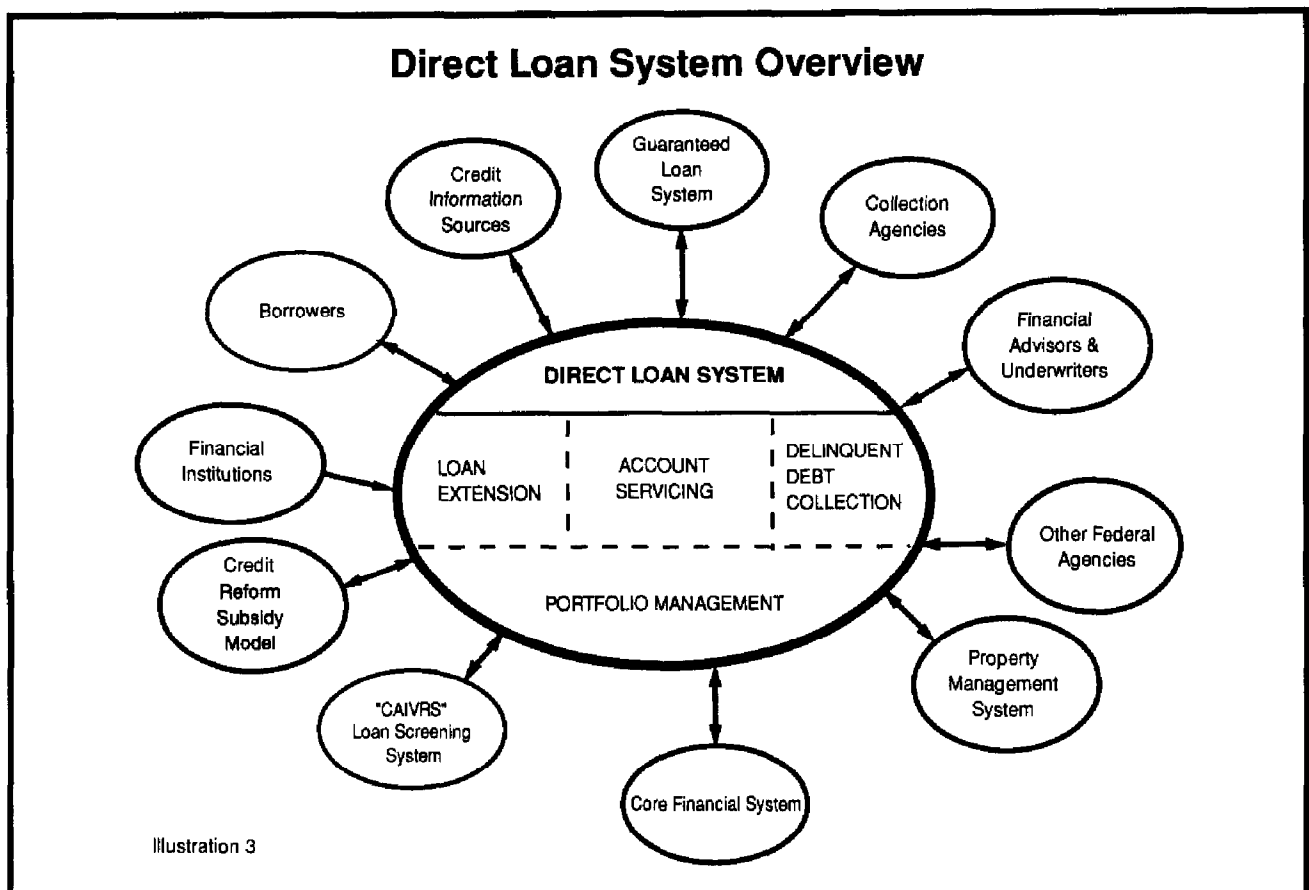 Direct Loan System Overview
Guaranteed
Loan
System
Credit
Information
Sources
Collection
Agencies
Borrowers
Financial
Advisors &
Underwriters
DIRECT LOAN SYSTEM
Financial
Institutions
LOAN
EXTENSION
ACCOUNT
SERVICING
DELINQUENT
DEBT
COLLECTION
Other Federal
Agencies
Credit
Reform
Subsidy
Model
PORTFOLIO MANAGEMENT
Property
Management
System
"CAIVRS"
Loan Screening
System
Core Financial System
Illustration 3